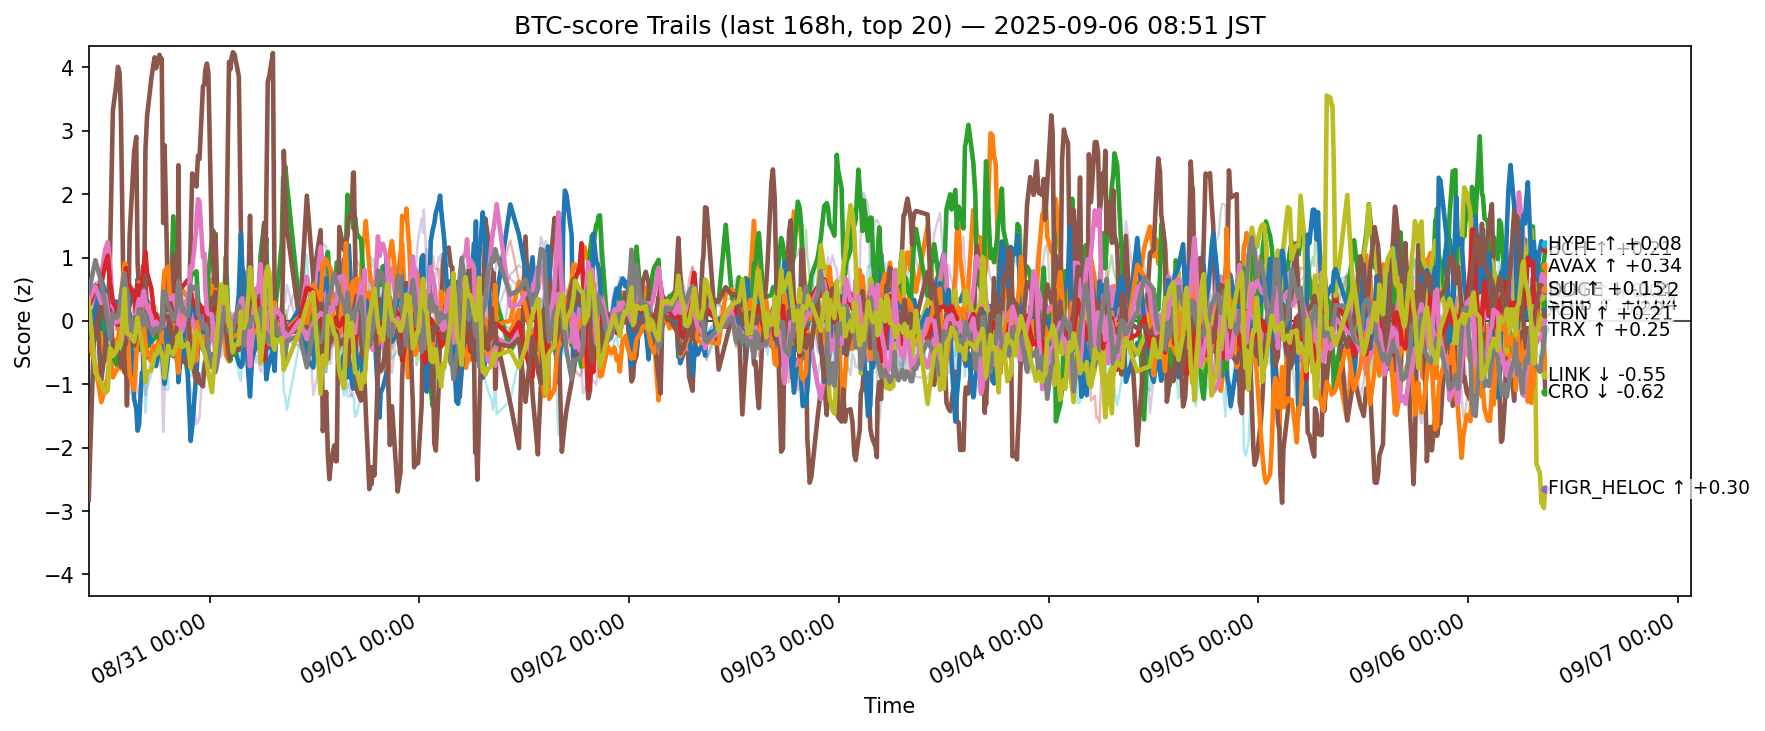 BTC-score Trails (last 168h, top 20) — 2025-09-06 08:51 JST
Score (z)
4
3
2
1
0
−1
−2
−3
−4
HYPE ↑ +0.08
AVAX ↑ +0.34
SUI ↑ +0.15
TON ↑ +0.21
TRX ↑ +0.25
LINK ↓ -0.55
CRO ↓ -0.62
FIGR_HELOC ↑ +0.30
08/31 00:00
09/01 00:00
09/02 00:00
09/03 00:00
09/04 00:00
09/05 00:00
09/06 00:00
09/07 00:00
Time